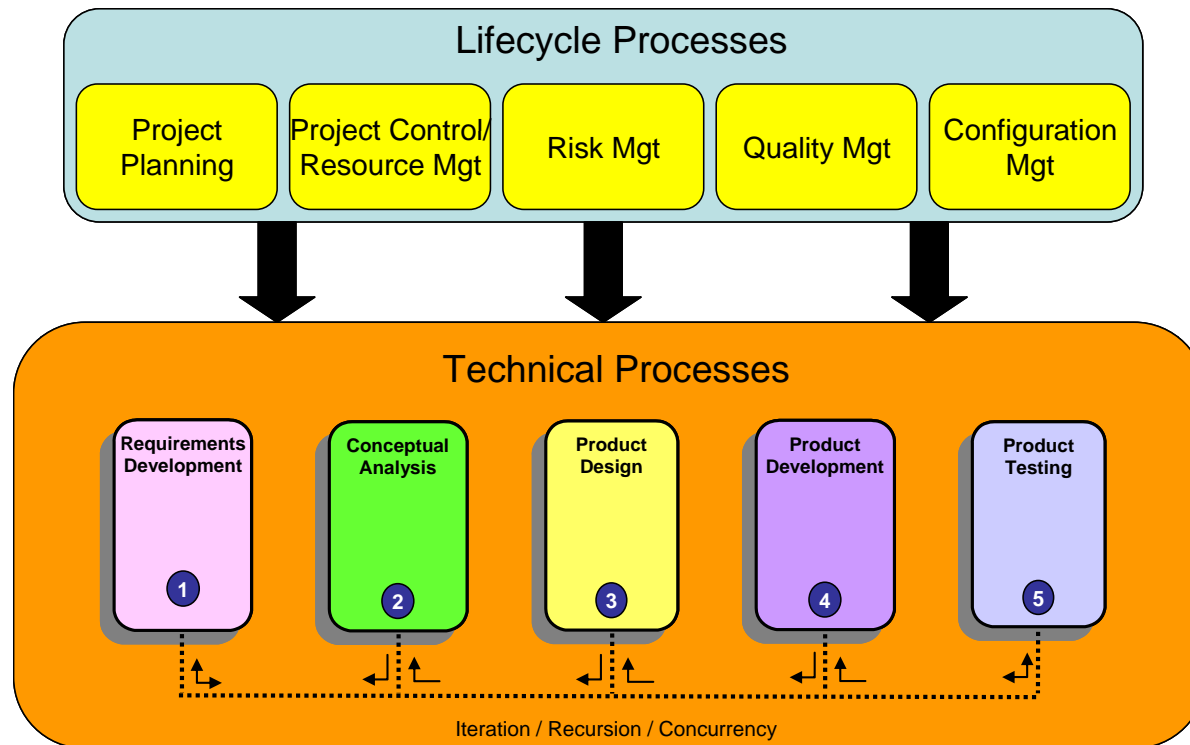 Lifecycle Processes
Project
Planning
Project Control/
Resource Mgt
Risk Mgt
Quality Mgt
Configuration
Mgt
Technical Processes
Requirements
Development
1
Conceptual
Analysis
2
Product
Design
3
Product
Development
4
Product
Testing
5
Iteration / Recursion / Concurrency